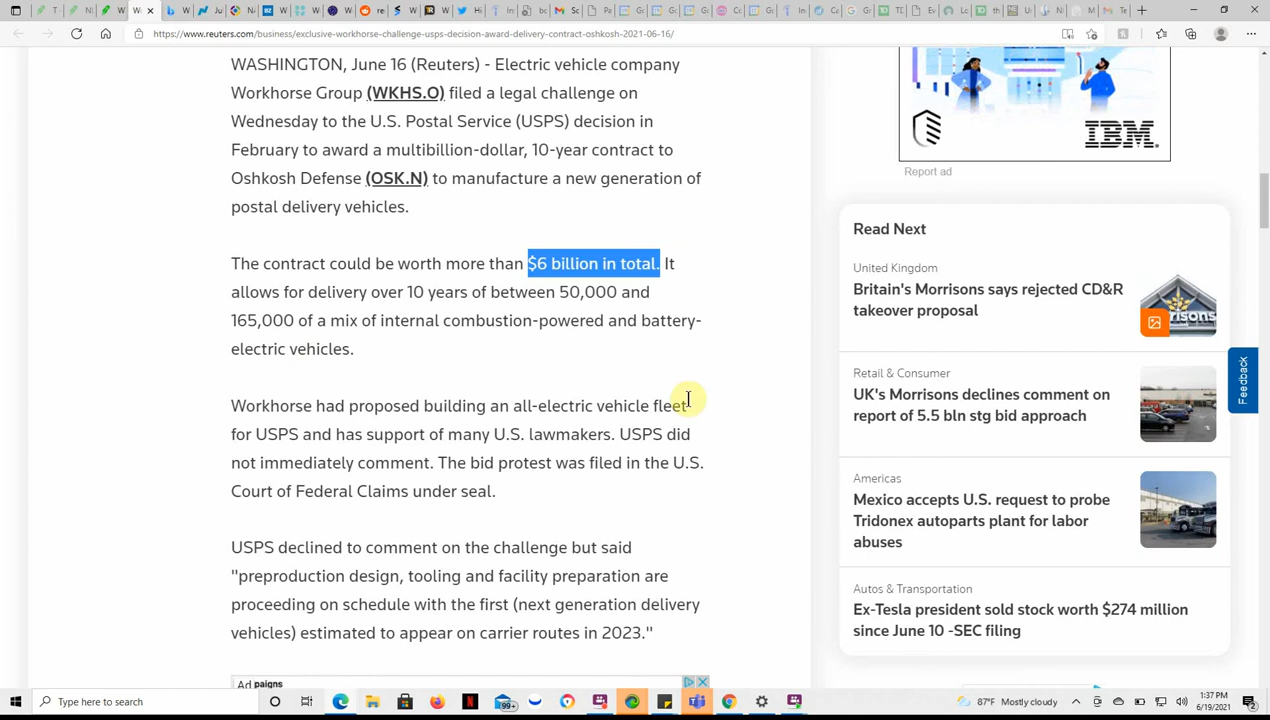 https://www.reuters.com/business/exclusive-workhorse-challenge-usps-decision-award-delivery-contract-oshkosh-2021-06-16/
WASHINGTON, June 16 (Reuters) - Electric vehicle company
Workhorse Group (WKHS.O) filed a legal challenge on
Wednesday to the U.S. Postal Service (USPS) decision in
February to award a multibillion-dollar, 10-year contract to
Oshkosh Defense (OSK.N) to manufacture a new generation of
postal delivery vehicles.
The contract could be worth more than $6 billion in total. It
allows for delivery over 10 years of between 50,000 and
165,000 of a mix of internal combustion-powered and battery-
electric vehicles.
Workhorse had proposed building an all-electric vehicle fleet
for USPS and has support of many U.S. lawmakers. USPS did
not immediately comment. The bid protest was filed in the U.S.
Court of Federal Claims under seal.
USPS declined to comment on the challenge but said
"preproduction design, tooling and facility preparation are
proceeding on schedule with the first (next generation delivery
vehicles) estimated to appear on carrier routes in 2023."
Ad paigns
IBM.
Report ad
Read Next
United Kingdom
Britain's Morrisons says rejected CD&R
takeover proposal
Retail & Consumer
UK's Morrisons declines comment on
report of 5.5 bln stg bid approach
Americas
Mexico accepts U.S. request to probe
Tridonex autoparts plant for labor
abuses
Autos & Transportation
Ex-Tesla president sold stock worth $274 million
since June 10 -SEC filing
Feedback
Type here to search
99+
87°F Mostly cloudy
1:37 PM
6/19/2021
2